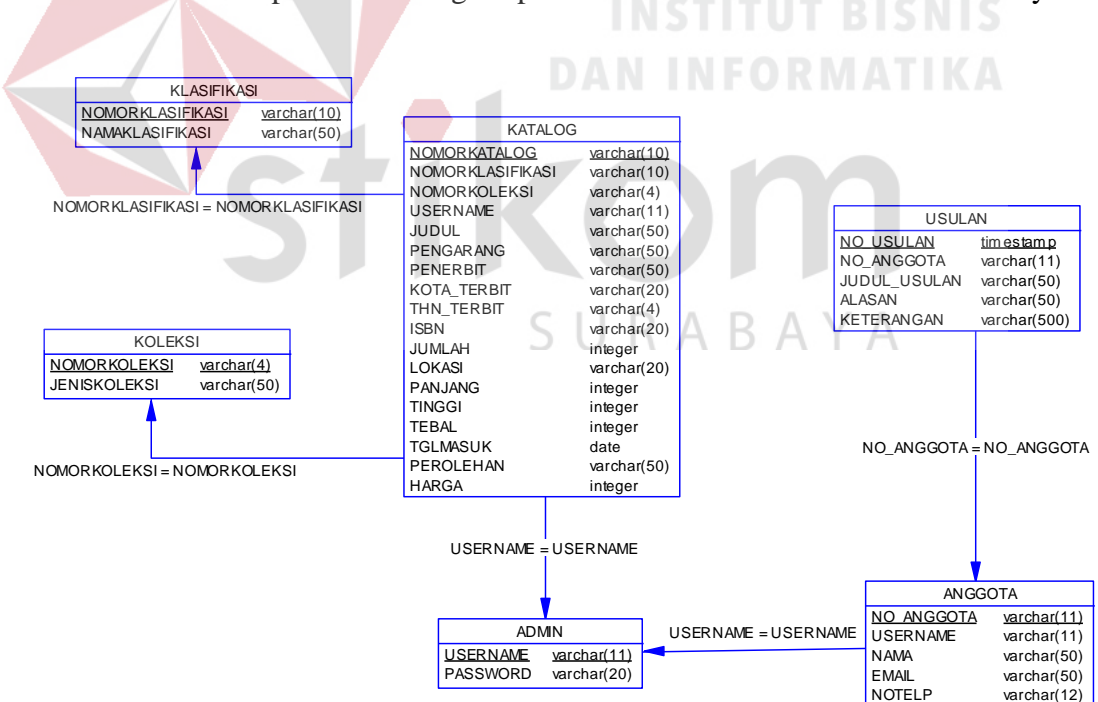 INSTITUT BISNIS
DAN INFORMATIKA
stikom
SURABAYA
KLASIFIKASI
NOMORKLASIFIKASI varchar(10)
NAMAKLASIFIKASI varchar(50)
NOMORKLASIFIKASI = NOMORKLASIFIKASI
KATALOG
NOMORKATALOG varchar(10)
NOMORKLASIFIKASI varchar(10)
NOMORKOLEKSI varchar(4)
USERNAME varchar(11)
JUDUL varchar(50)
PENGARANG varchar(50)
PENERBIT varchar(50)
KOTA_TERBIT varchar(20)
THN_TERBIT varchar(4)
ISBN varchar(20)
JUMLAH integer
LOKASI varchar(20)
PANJANG integer
TINGGI integer
TEBAL integer
TGLMASUK date
PEROLEHAN varchar(50)
HARGA integer
USULAN
NO_USULAN timestamp
NO_ANGGOTA varchar(11)
JUDUL_USULAN varchar(50)
ALASAN varchar(50)
KETERANGAN varchar(500)
KOLEKSI
NOMORKOLEKSI varchar(4)
JENISKOLEKSI varchar(50)
NOMORKOLEKSI = NOMORKOLEKSI
NO_ANGGOTA = NO_ANGGOTA
USERNAME = USERNAME
ADMIN
USERNAME varchar(11)
PASSWORD varchar(20)
USERNAME = USERNAME
ANGGOTA
NO_ANGGOTA varchar(11)
USERNAME varchar(11)
NAMA varchar(50)
EMAIL varchar(50)
NOTELP varchar(12)